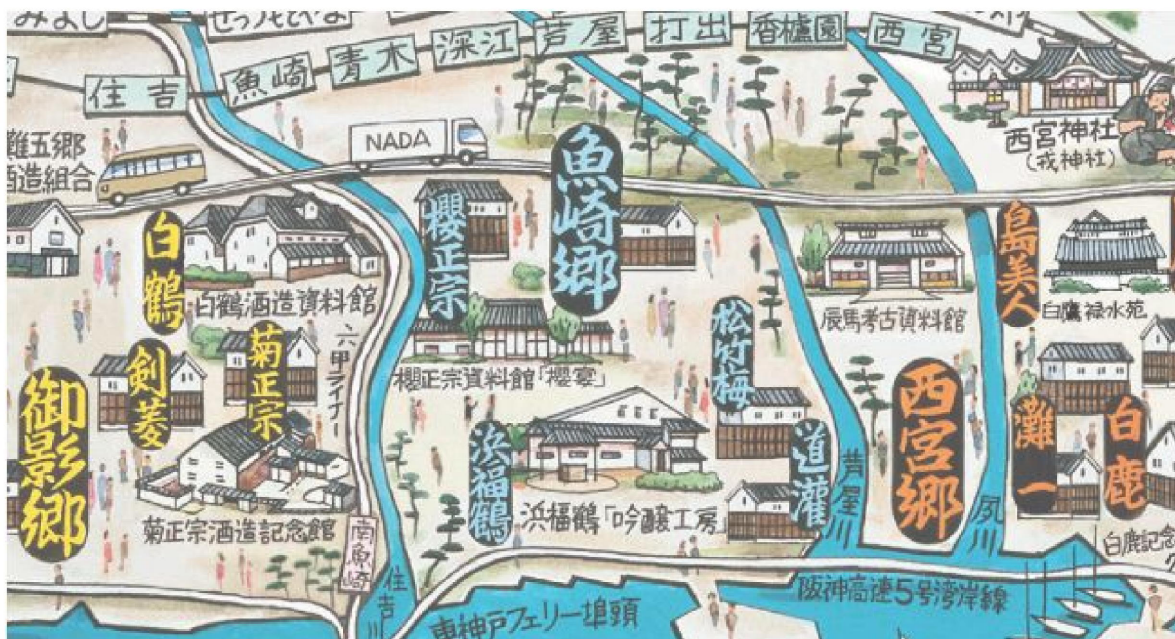 みよし
住吉
魚崎
青木
深江
芦屋
打出
香櫨園
西宮
西宮神社
(戎神社)
灘五郷
酒造組合
NADA
魚崎郷
白鶴
白鶴酒造資料館
櫻正宗
櫻正宗資料館「櫻宴」
辰馬考古資料館
島美人
白鷹禄水苑
六甲ライナー
菊正宗
剣菱
御影郷
菊正宗酒造記念館
松竹梅
浜福鶴
浜福鶴「吟醸工房」
道灌
芦屋川
西宮郷
夙川
灘一
白鹿
白鹿記念
南魚崎
住吉川
東神戸フェリー埠頭
阪神高速5号湾岸線